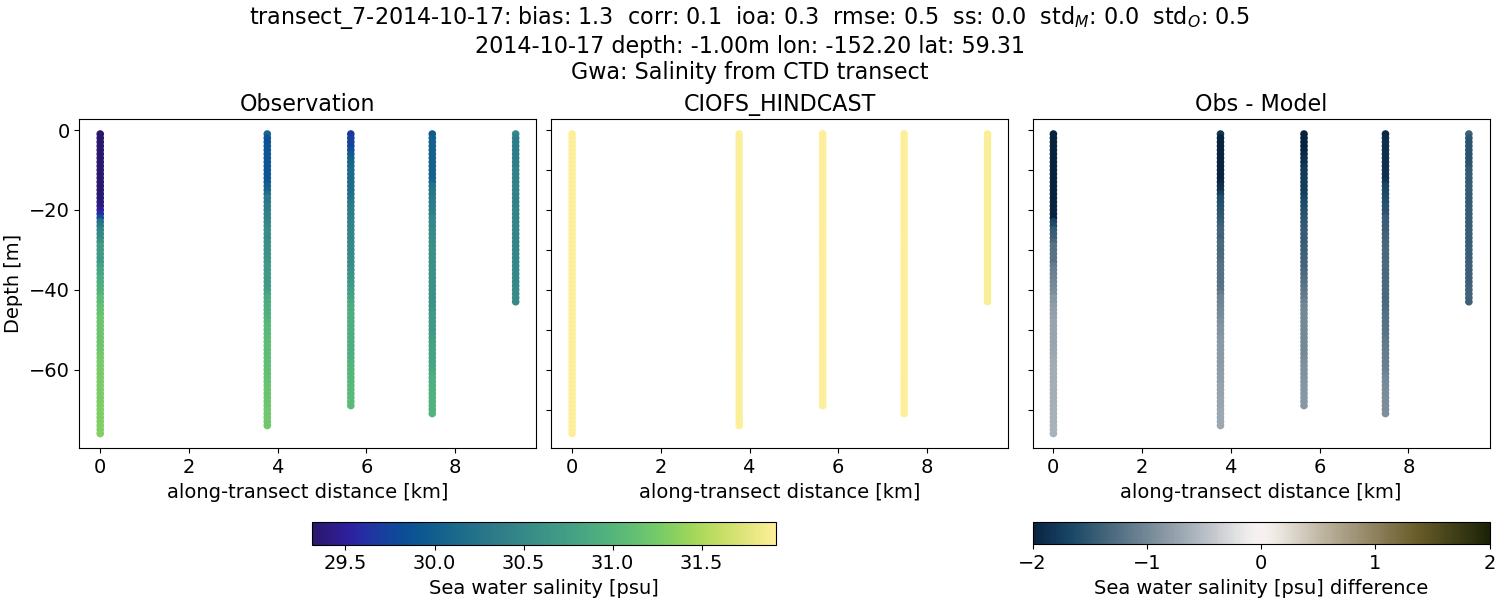 transect_7-2014-10-17: bias: 1.3 corr: 0.1 ioa: 0.3 rmse: 0.5 ss: 0.0 std_M: 0.0 std_O: 0.5
2014-10-17 depth: -1.00m lon: -152.20 lat: 59.31
Gwa: Salinity from CTD transect
Observation
CIOFS_HINDCAST
Obs - Model
Depth [m]
0
−20
−40
−60
0 2 4 6 8
0 2 4 6 8
0 2 4 6 8
along-transect distance [km]
along-transect distance [km]
along-transect distance [km]
29.5 30.0 30.5 31.0 31.5
Sea water salinity [psu]
−2 −1 0 1 2
Sea water salinity [psu] difference